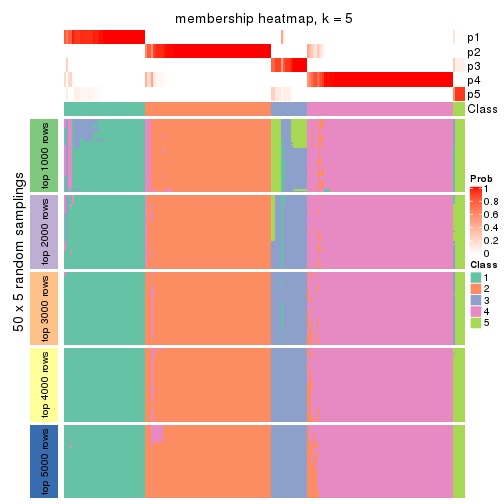 membership heatmap, k = 5
p1
p2
p3
p4
p5
Class
50 x 5 random samplings
top 1000 rows
top 2000 rows
top 3000 rows
top 4000 rows
top 5000 rows
Prob
1
0.8
0.6
0.4
0.2
0
Class
1
2
3
4
5